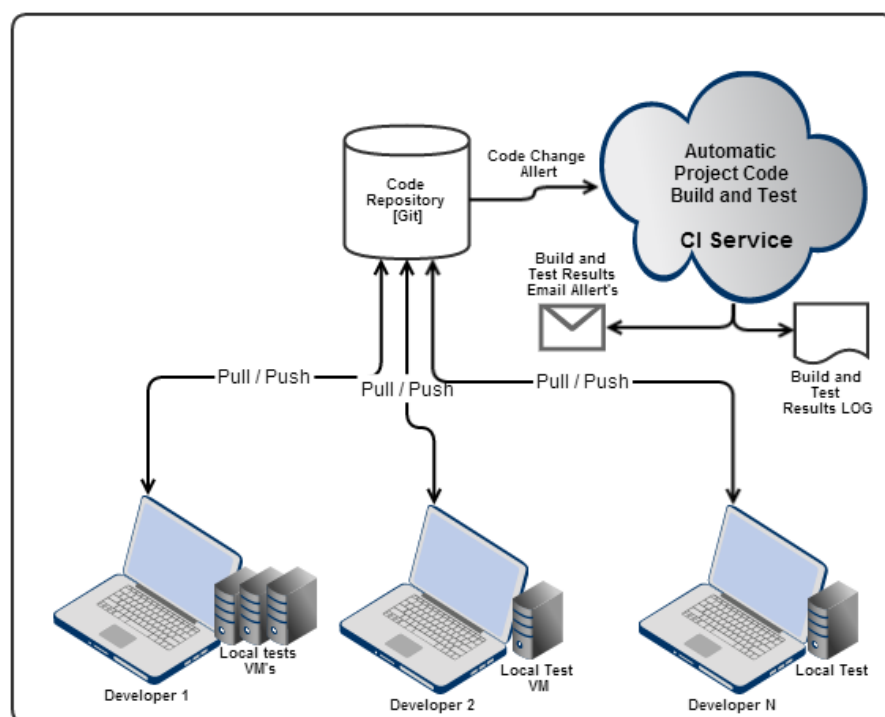 Code
Repository
[Git]
Code Change
Allert
Automatic
Project Code
Build and Test
CI Service
Build and
Test Results
Email Allert's
Build and
Test
Results LOG
Pull / Push
Pull / Push
Pull / Push
Local tests
VM's
Developer 1
Local Test
VM
Developer 2
Local Test
Developer N